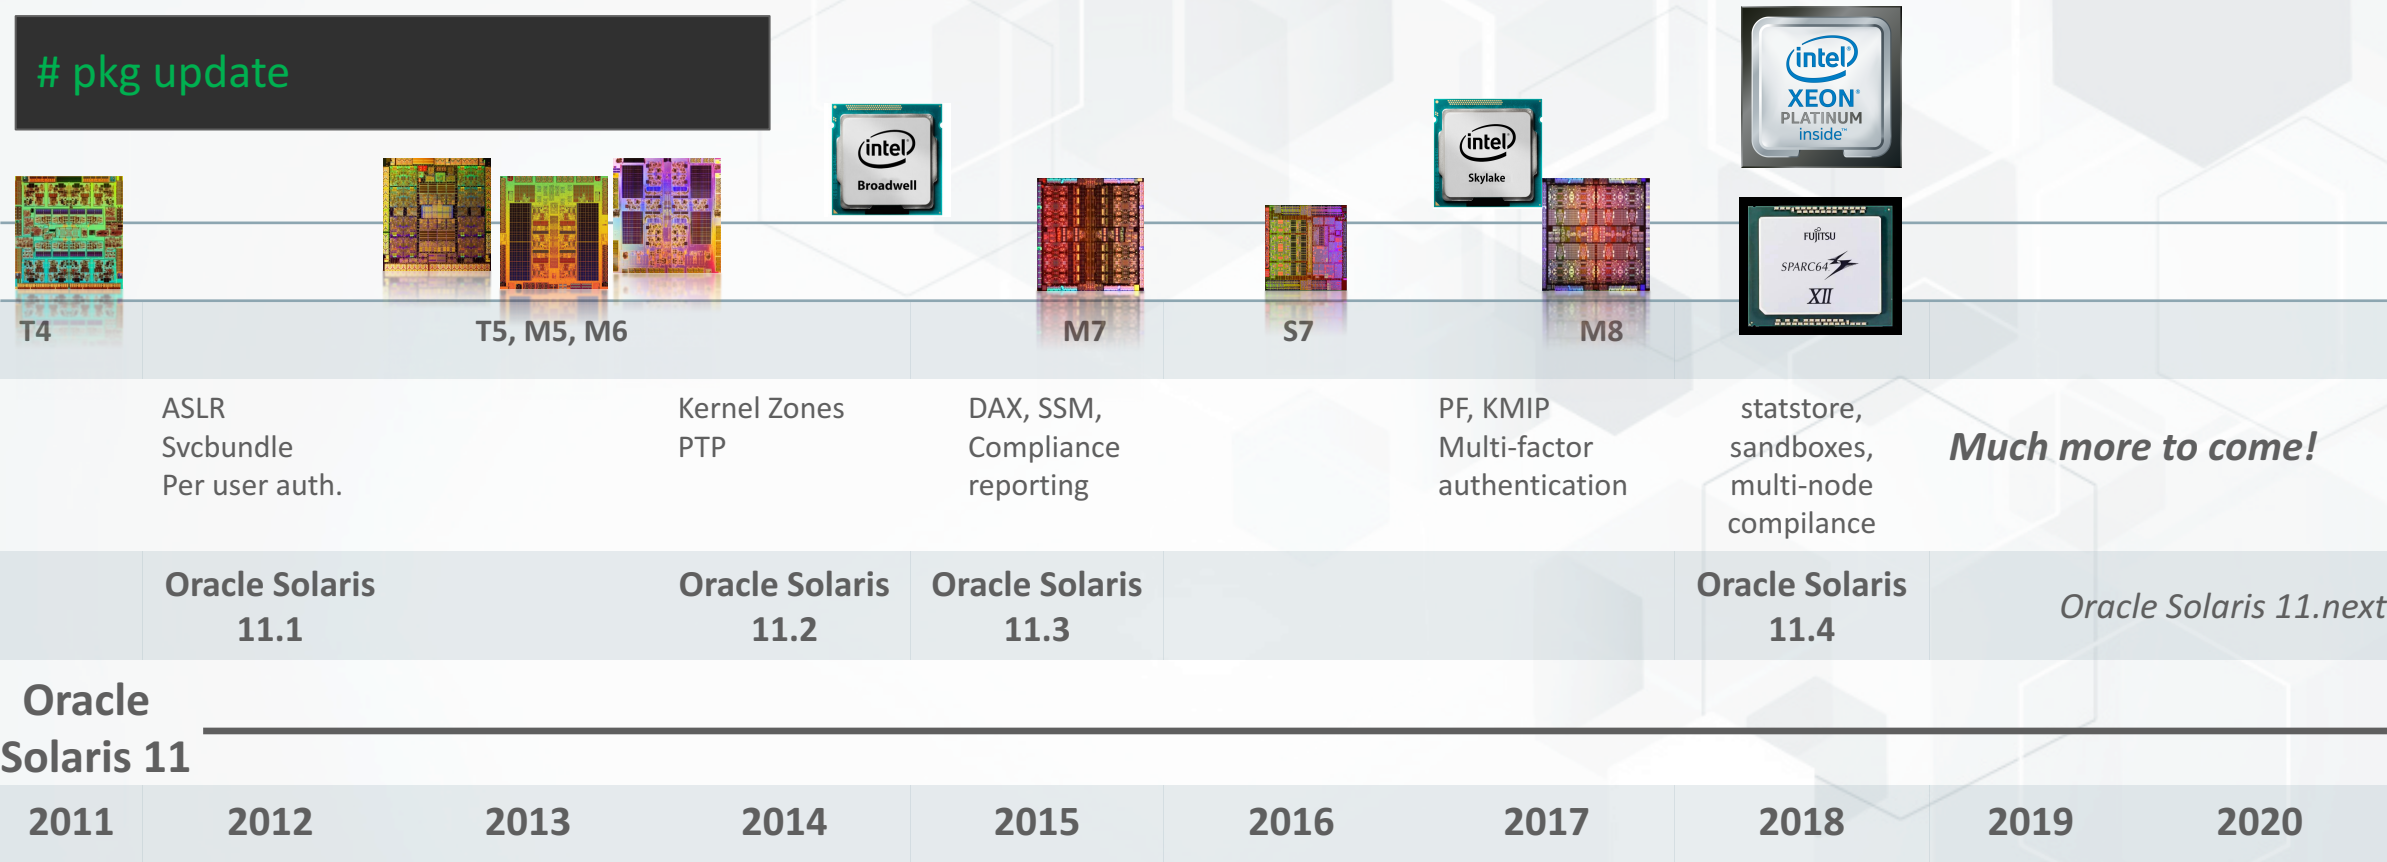 # pkg update
intel
XEON®
PLATINUM
inside™
intel
Broadwell
intel
Skylake
FUJITSU
SPARC64
XII
T4
T5, M5, M6
M7
S7
M8
ASLR
Svcbundle
Per user auth.
Kernel Zones
PTP
DAX, SSM,
Compliance
reporting
PF, KMIP
Multi-factor
authentication
statstore,
sandboxes,
multi-node
compilance
Much more to come!
Oracle Solaris
11.1
Oracle Solaris
11.2
Oracle Solaris
11.3
Oracle Solaris
11.4
Oracle Solaris 11.next
Oracle
Solaris 11
2011 2012 2013 2014 2015 2016 2017 2018 2019 2020